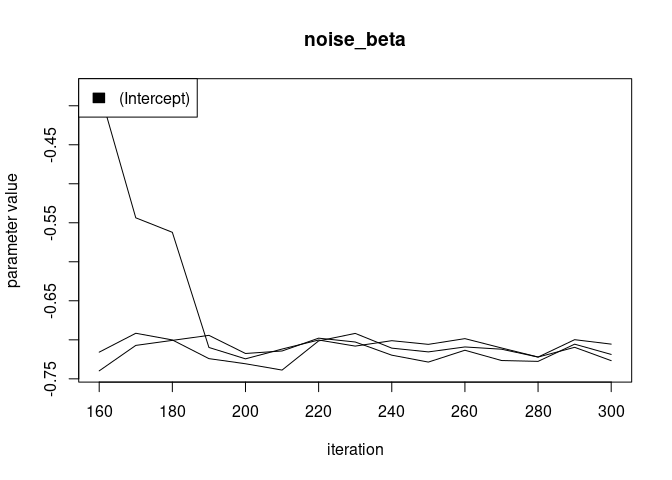 noise_beta
(Intercept)
parameter value
-0.45
-0.55
-0.65
-0.75
160 180 200 220 240 260 280 300
iteration